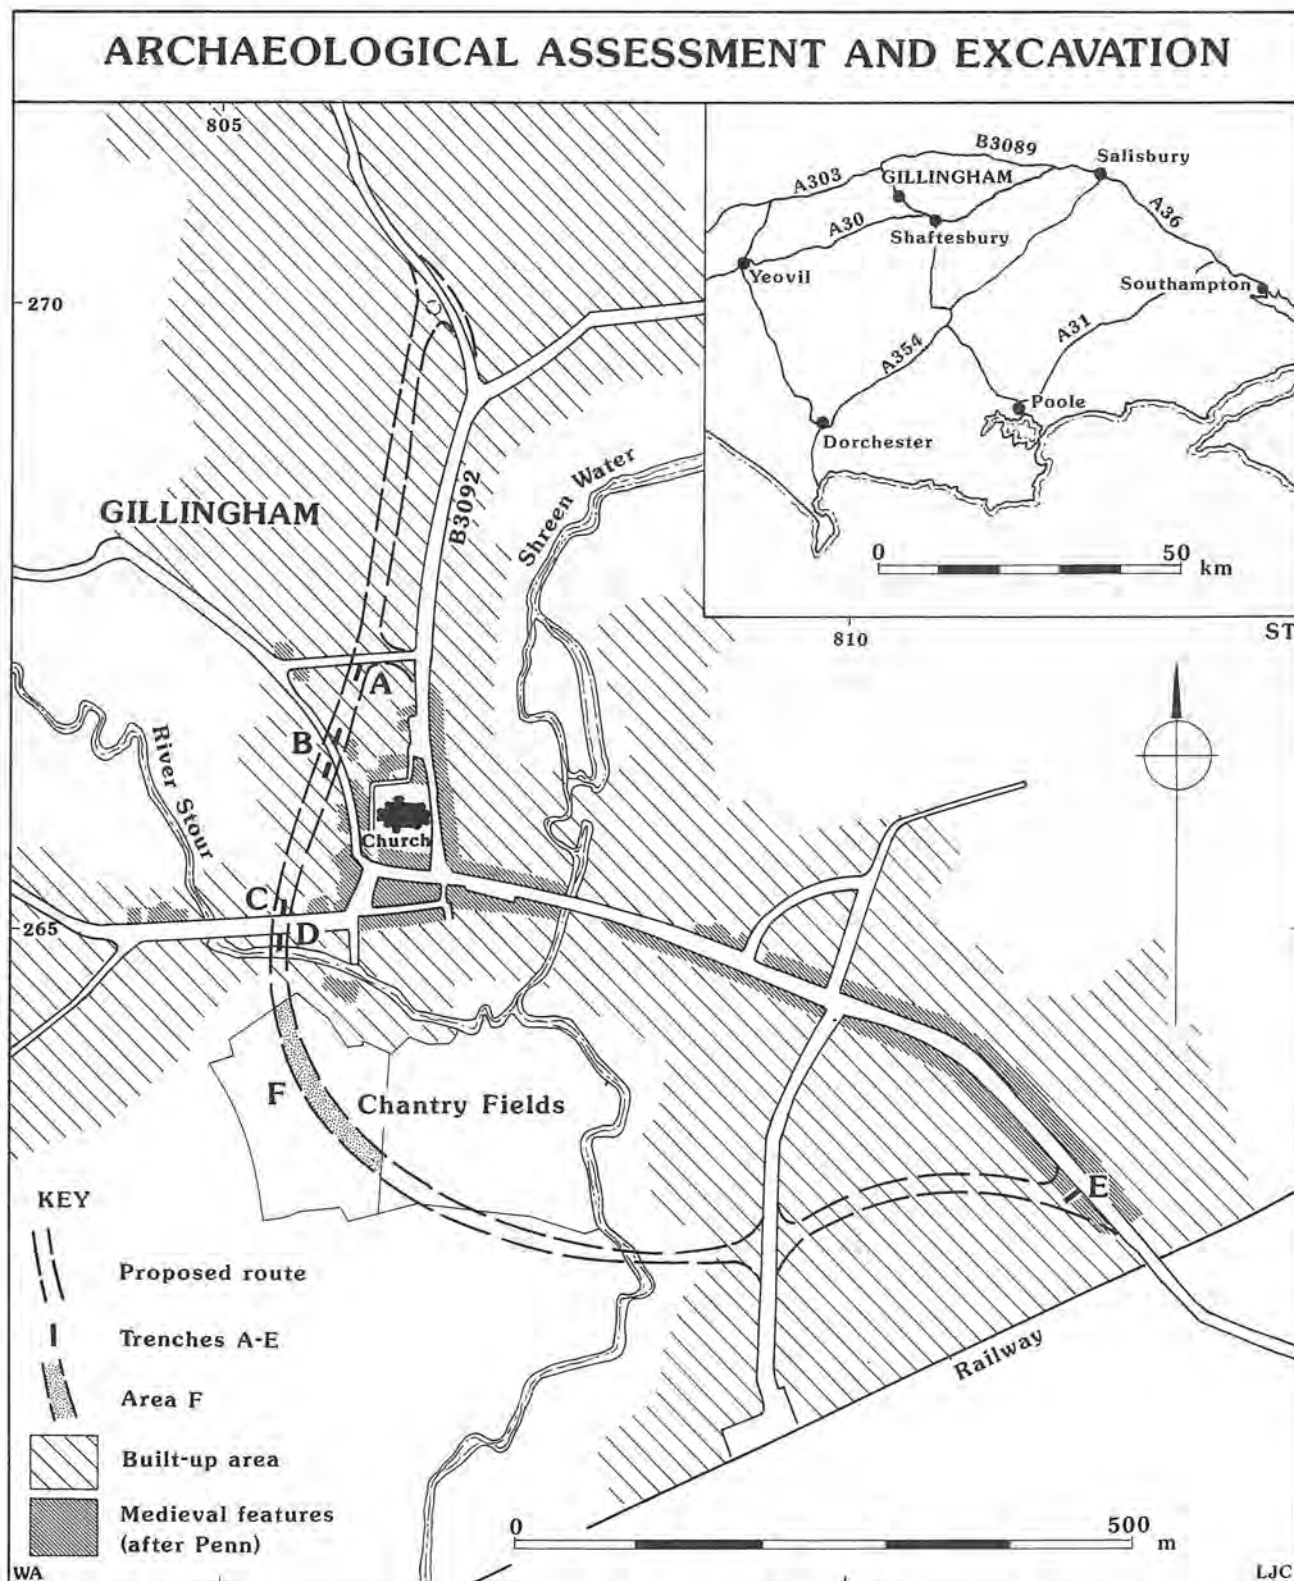 ARCHAEOLOGICAL ASSESSMENT AND EXCAVATION
805
B3089
Salisbury
A303
GILLINGHAM
A36
A30
Shaftesbury
Yeovil
Southampton
270
A31
A354
Poole
Dorchester
B3092
Shreen Water
GILLINGHAM
0
50
km
810
ST
A
B
River Stour
Church
C
D
265
F
Chantry Fields
E
KEY
Proposed route
Trenches A-E
Area F
Built-up area
Medieval features
(after Penn)
Railway
0
500
m
WA
LJC